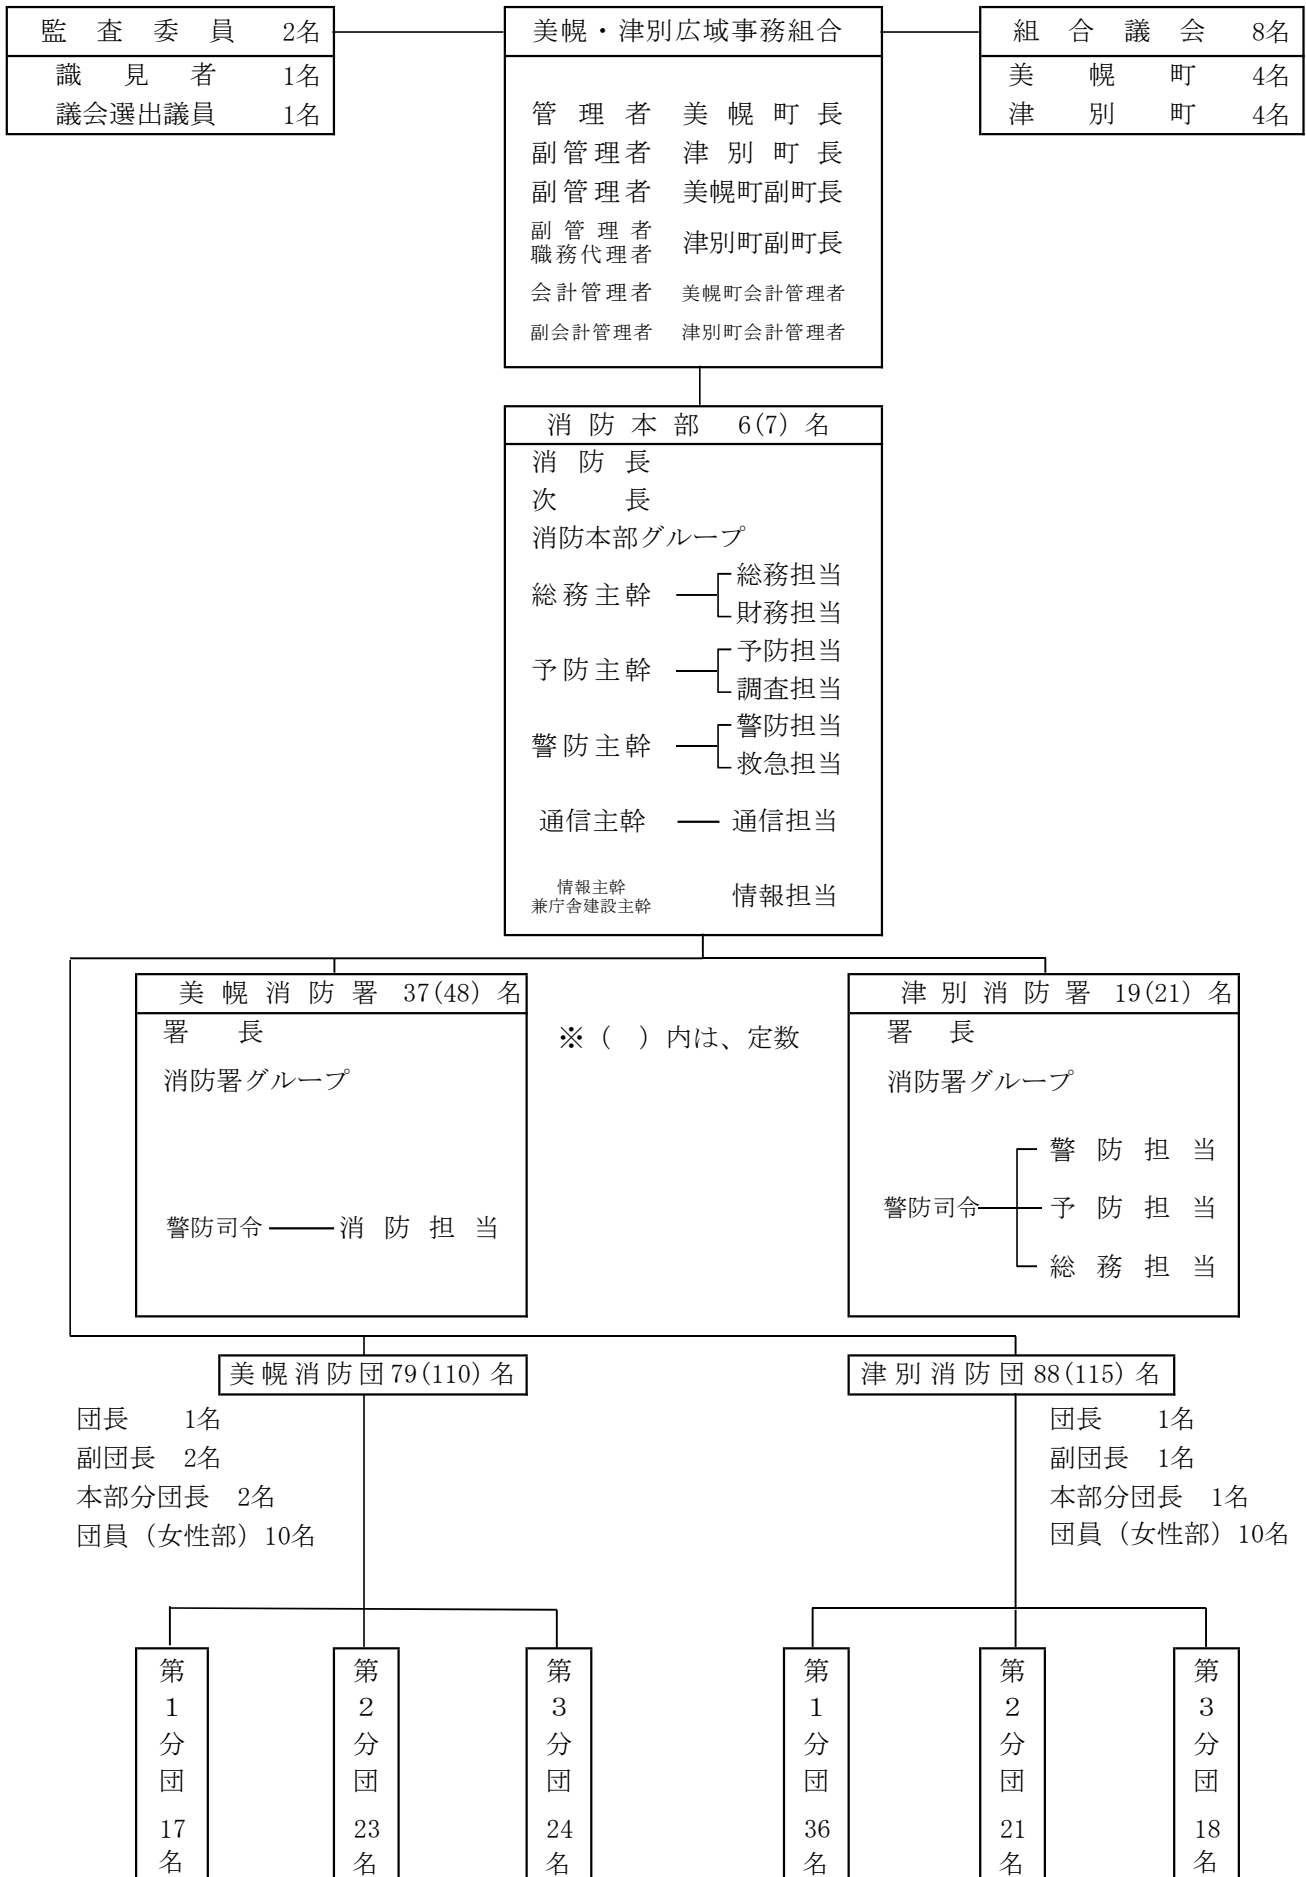 監査委員 2名
識見者 1名
議会選出議員 1名
美幌・津別広域事務組合
管理者 美幌町長
副管理者 津別町長
副管理者 美幌町副町長
副管理者
職務代理者 津別町副町長
会計管理者 美幌町会計管理者
副会計管理者 津別町会計管理者
組合議会 8名
美幌町 4名
津別町 4名
消防本部 6(7)名
消防長
次長
消防本部グループ
総務主幹
総務担当
財務担当
予防主幹
予防担当
調査担当
警防主幹
警防担当
救急担当
通信主幹 通信担当
情報主幹
兼庁舎建設主幹
情報担当
美幌消防署 37(48)名
署長
消防署グループ
警防司令 消防担当
※( )内は、定数
津別消防署 19(21)名
署長
消防署グループ
警防司令
警防担当
予防担当
総務担当
美幌消防団79(110)名
団長 1名
副団長 2名
本部分団長 2名
団員(女性部)10名
第1分団17名
第2分団23名
第3分団24名
津別消防団88(115)名
団長 1名
副団長 1名
本部分団長 1名
団員(女性部)10名
第1分団36名
第2分団21名
第3分団18名